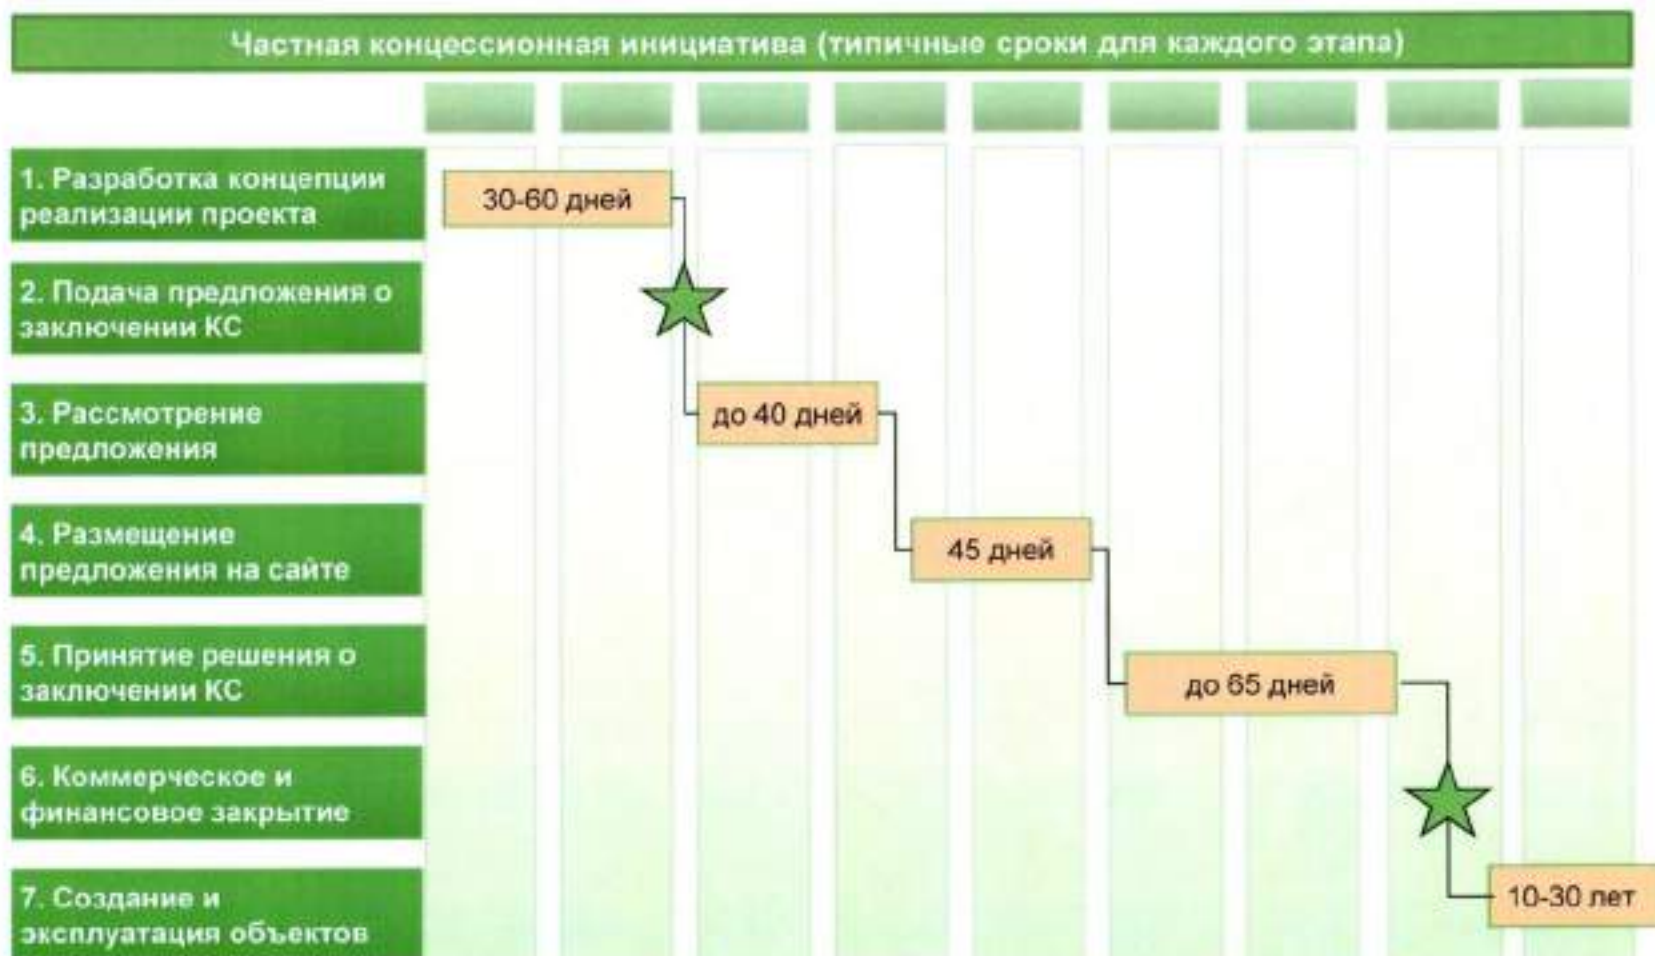 Частная концессионная инициатива (типичные сроки для каждого этапа)
1. Разработка концепции
реализации проекта
30-60 дней
2. Подача предложения о
заключении КС
3. Рассмотрение
предложения
до 40 дней
4. Размещение
предложения на сайте
45 дней
5. Принятие решения о
заключении КС
до 65 дней
6. Коммерческое и
финансовое закрытие
7. Создание и
эксплуатация объектов
10-30 лет